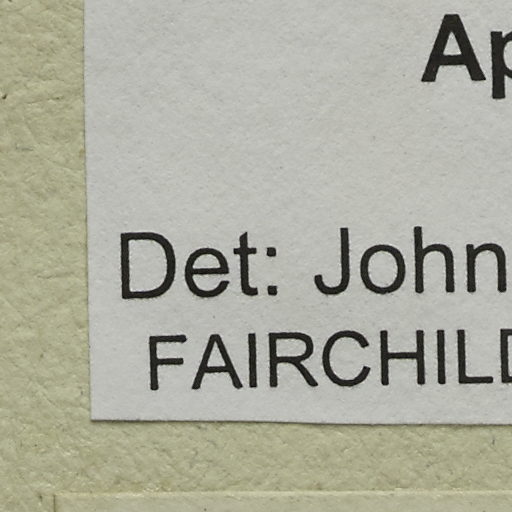 Ap
Det: John
FAIRCHILD